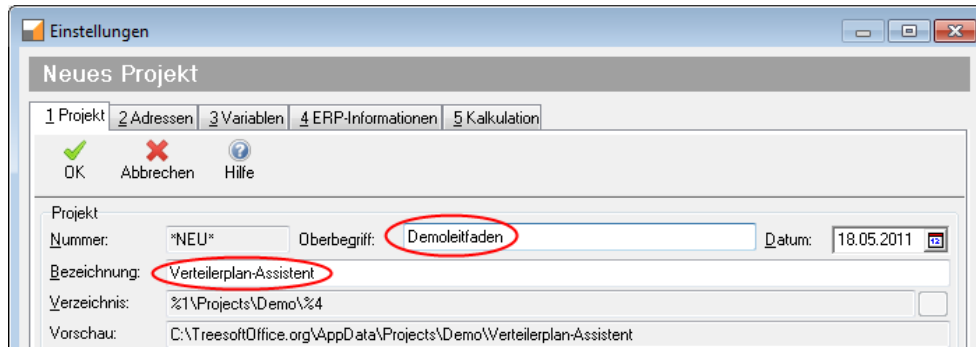 Einstellungen
Neues Projekt
1 Projekt 2 Adressen 3 Variablen 4 ERP-Informationen 5 Kalkulation
OK Abbrechen Hilfe
Projekt
Nummer: *NEU* Oberbegriff: Demoleitfaden Datum: 18.05.2011 12
Bezeichnung: Verteilerplan-Assistent
Verzeichnis: %1\Projects\Demo\%4
Vorschau: C:\TreesoftOffice.org\AppData\Projects\Demo\Verteilerplan-Assistent